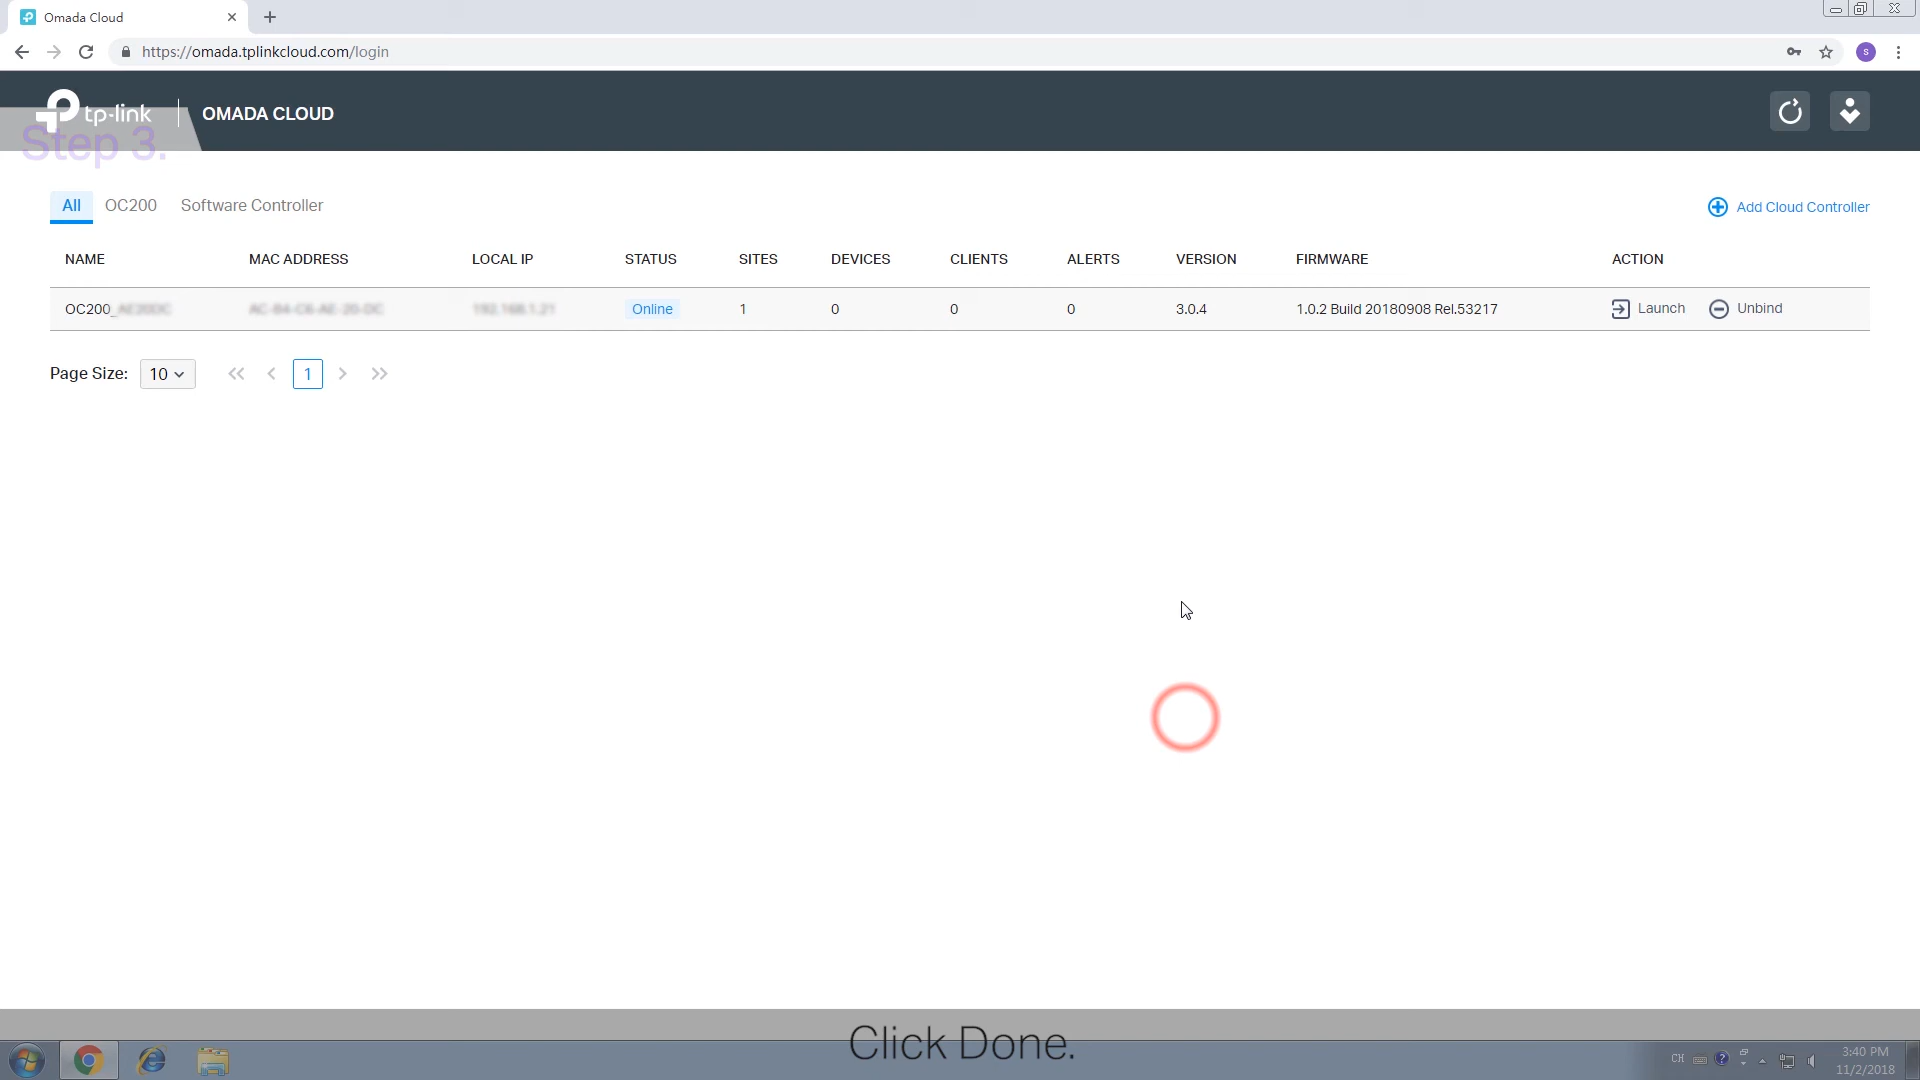 Omada Cloud
https://omada.tplinkcloud.com/login
S
tp-link
OMADA CLOUD
Step 3.
All OC200 Software Controller
Add Cloud Controller
NAME MAC ADDRESS LOCAL IP STATUS SITES DEVICES CLIENTS ALERTS VERSION FIRMWARE ACTION
OC200_ Online 1 0 0 0 3.0.4 1.0.2 Build 20180908 Rel.53217 Launch Unbind
Page Size: 10 1
Click Done.
CH
3:40 PM
11/2/2018